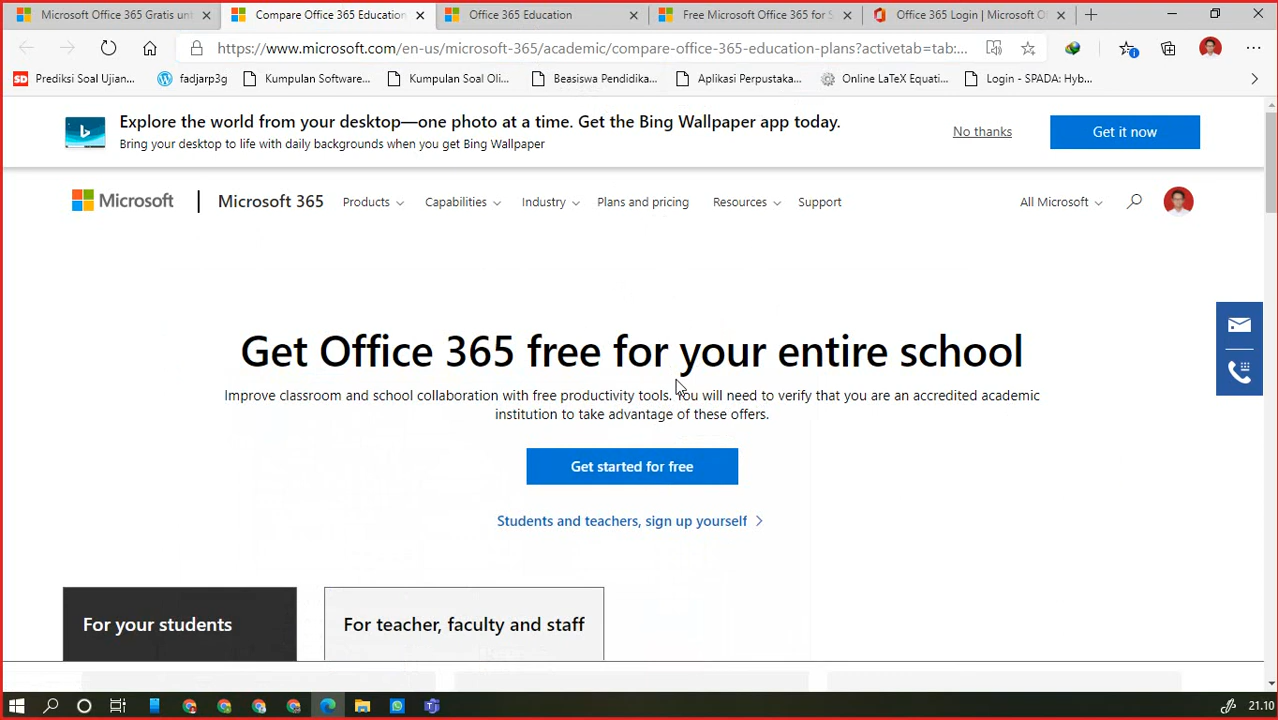 Microsoft Office 365 Gratis unt
Compare Office 365 Education
Office 365 Education
Free Microsoft Office 365 for S
Office 365 Login | Microsoft Of
https://www.microsoft.com/en-us/microsoft-365/academic/compare-office-365-education-plans?activetab=tab:...
SD Prediksi Soal Ujian...
fadjarp3g
Kumpulan Software...
Kumpulan Soal Oli...
Beasiswa Pendidika...
Aplikasi Perpustaka...
Online LaTeX Equati...
Login - SPADA: Hyb...
Explore the world from your desktop—one photo at a time. Get the Bing Wallpaper app today.
Bring your desktop to life with daily backgrounds when you get Bing Wallpaper
No thanks
Get it now
Microsoft
Microsoft 365
Products
Capabilities
Industry
Plans and pricing
Resources
Support
All Microsoft
Get Office 365 free for your entire school
Improve classroom and school collaboration with free productivity tools. You will need to verify that you are an accredited academic
institution to take advantage of these offers.
Get started for free
Students and teachers, sign up yourself
For your students
For teacher, faculty and staff
21.10